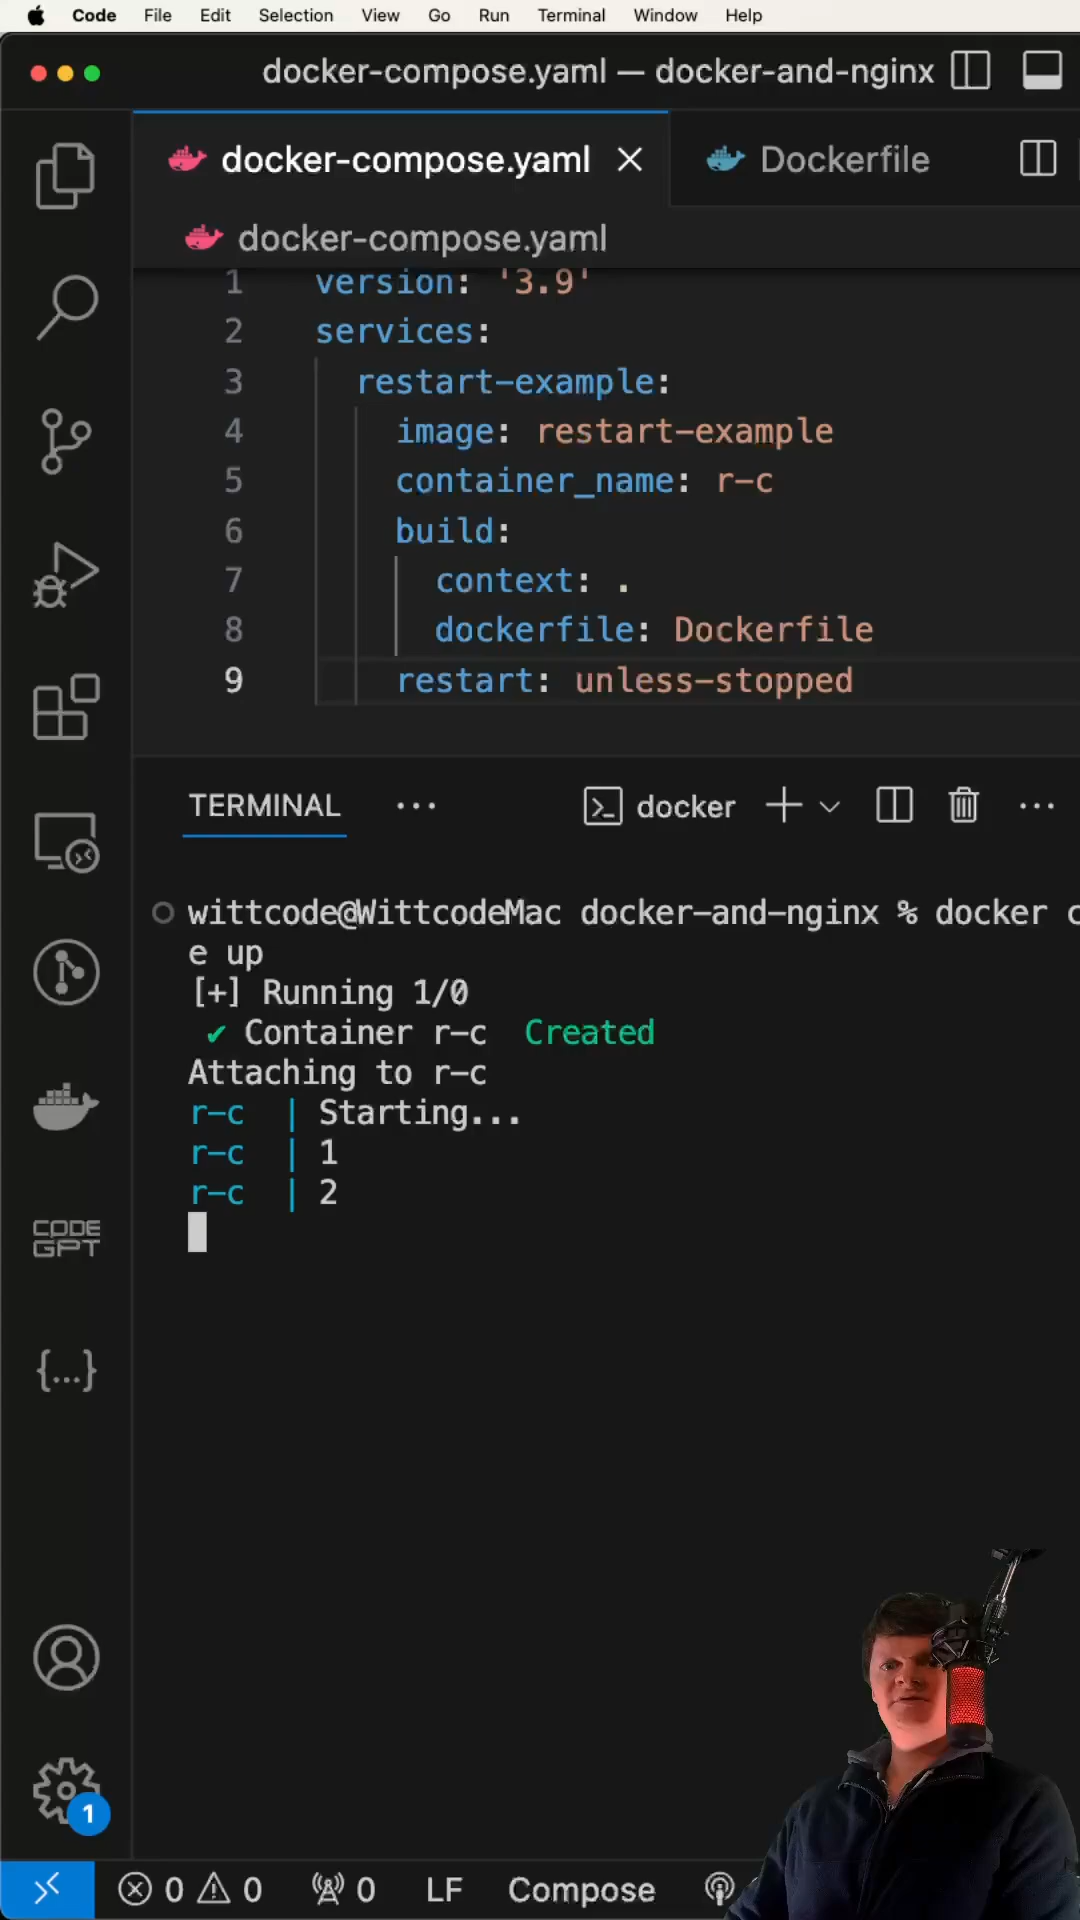 Code File Edit Selection View Go Run Terminal Window Help
docker-compose.yaml — docker-and-nginx
docker-compose.yaml Dockerfile
docker-compose.yaml
1 version: '3.9'
2 services:
3 restart-example:
4 image: restart-example
5 container_name: r-c
6 build:
7 context: .
8 dockerfile: Dockerfile
9 restart: unless-stopped
TERMINAL ··· docker
wittcode@WittcodeMac docker-and-nginx % docker c
e up
[+] Running 1/0
✔ Container r-c Created
Attaching to r-c
r-c | Starting...
r-c | 1
r-c | 2
CODE
GPT
{...}
1
0 0 0 LF Compose